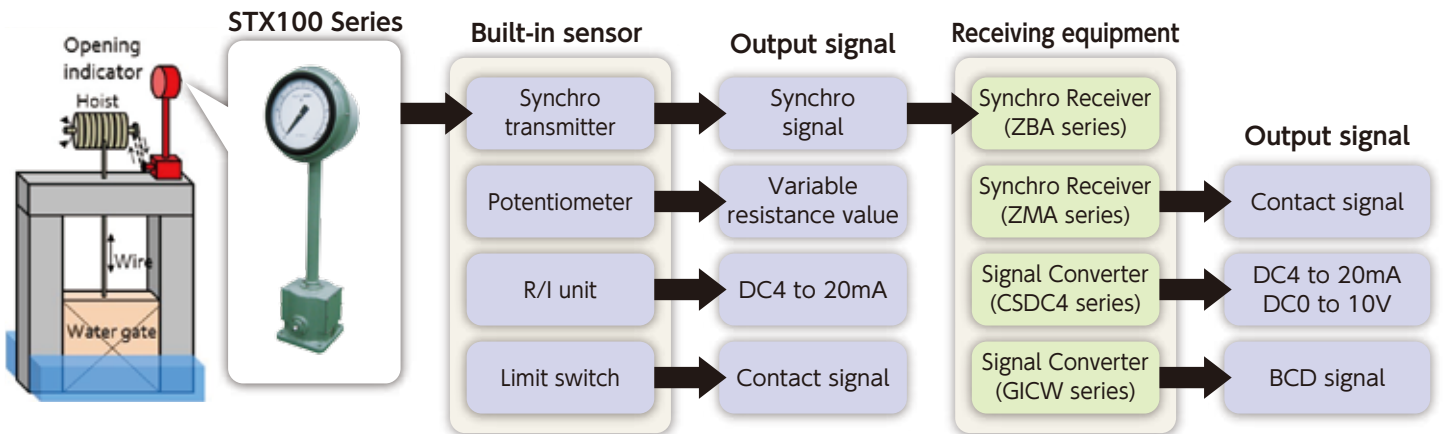 STX100 Series
Opening
indicator
Hoist
Wire
Water gate
Built-in sensor
Synchro
transmitter
Potentiometer
R/I unit
Limit switch
Output signal
Synchro
signal
Variable
resistance value
DC4 to 20mA
Contact signal
Receiving equipment
Synchro Receiver
(ZBA series)
Synchro Receiver
(ZMA series)
Signal Converter
(CSDC4 series)
Signal Converter
(GICW series)
Output signal
Contact signal
DC4 to 20mA
DC0 to 10V
BCD signal